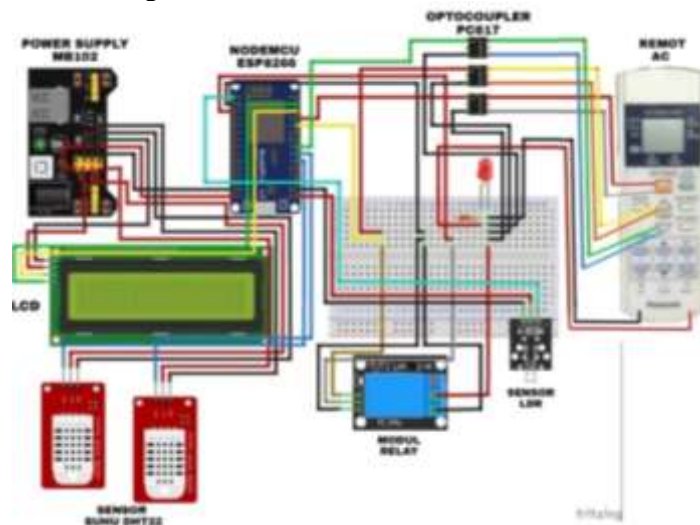 POWER SUPPLY
MB102
NODEMCU
ESP8266
OPTOCOUPLER
PC817
REMOT
AC
LCD
SENSOR
LDR
MODUL
RELAY
SENSOR
SUHU DHT22
fritzing